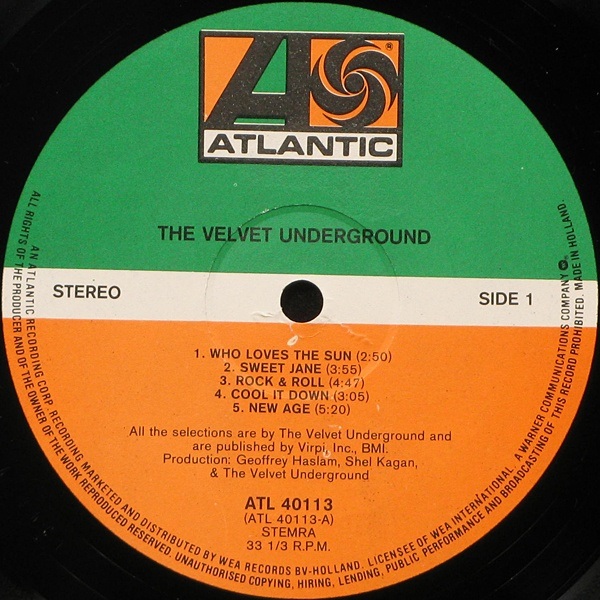 ®
ATLANTIC
THE VELVET UNDERGROUND
STEREO
SIDE 1
1. WHO LOVES THE SUN (2:50)
2. SWEET JANE (3:55)
3. ROCK & ROLL (4:47)
4. COOL IT DOWN (3:05)
5. NEW AGE (5:20)
All the selections are by The Velvet Underground and
are published by Virpi, Inc., BMI.
Production: Geoffrey Haslam, Shel Kagan,
& The Velvet Underground
ATL 40113
(ATL 40113-A)
STEMRA
33 1/3 R.P.M.
AN ATLANTIC RECORDING CORP. RECORDING MARKETED AND DISTRIBUTED BY WEA RECORDS BV-HOLLAND. LICENSEE OF WEA INTERNATIONAL. A WARNER COMMUNICATIONS COMPANY
ALL RIGHTS OF THE PRODUCER AND OF THE OWNER OF THE WORK REPRODUCED RESERVED. UNAUTHORISED COPYING, HIRING, LENDING, PUBLIC PERFORMANCE AND BROADCASTING OF THIS RECORD PROHIBITED. MADE IN HOLLAND.